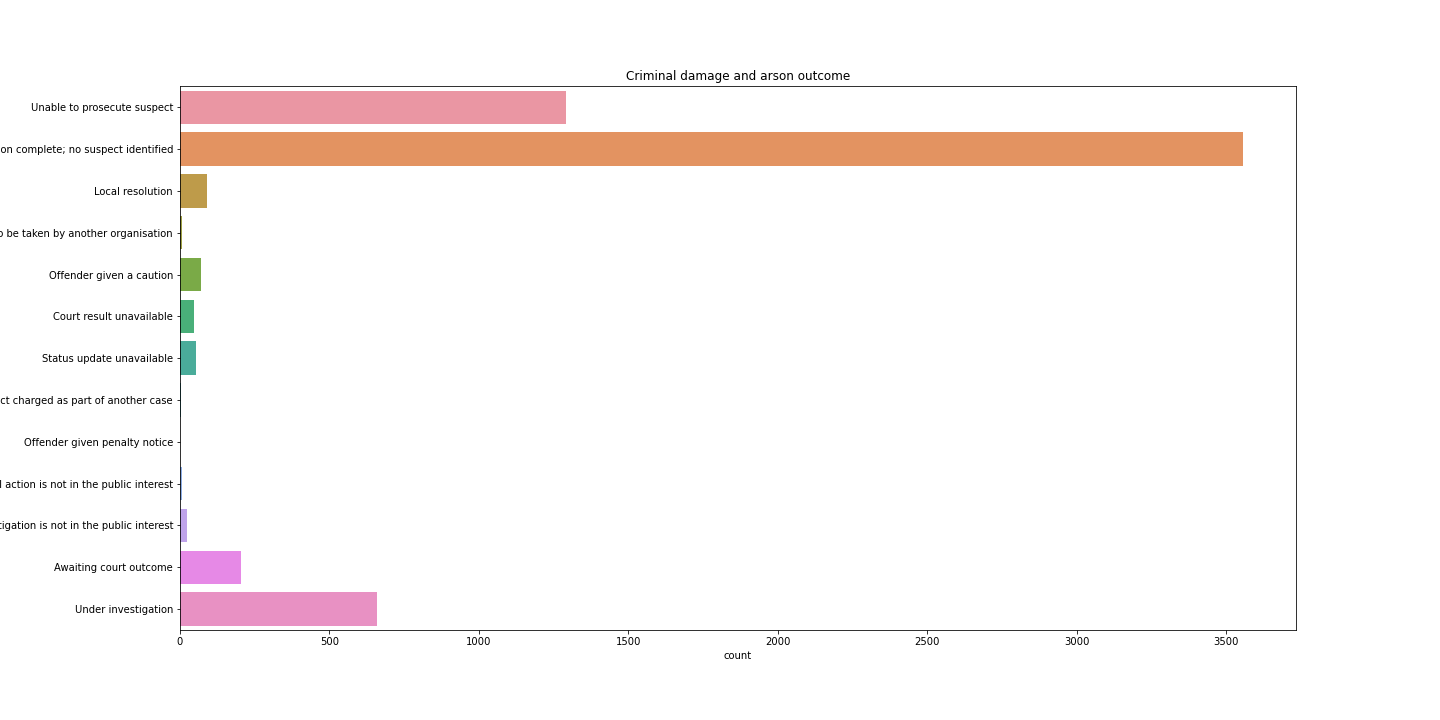 Criminal damage and arson outcome
Unable to prosecute suspect
complete; no suspect identified
Local resolution
be taken by another organisation
Offender given a caution
Court result unavailable
Status update unavailable
charged as part of another case
Offender given penalty notice
action is not in the public interest
is not in the public interest
Awaiting court outcome
Under investigation
0 500 1000 1500 2000 2500 3000 3500
count